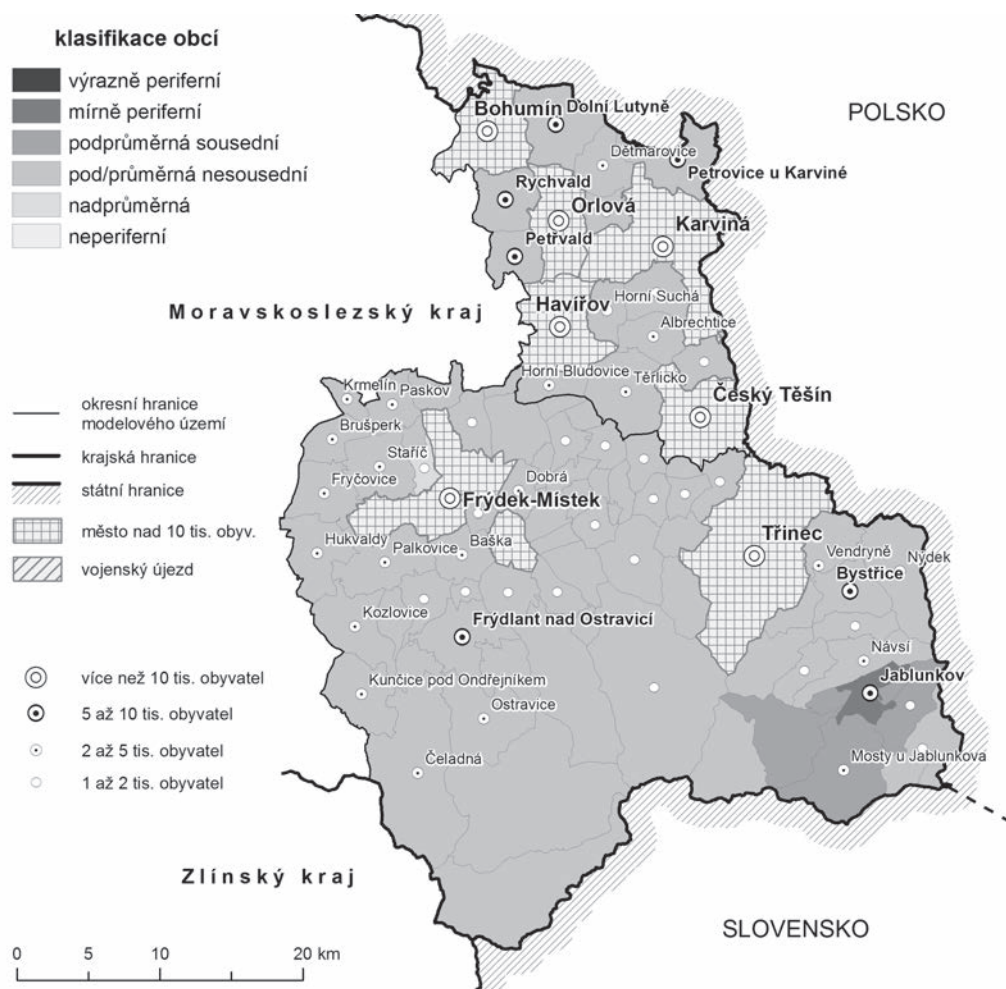 klasifikace obcí
výrazně periferní
mírně periferní
podprůměrná sousední
pod/průměrná nesousední
nadprůměrná
neperiferní
POLSKO
Bohumín
Dolní Lutyně
Dětmarovice
Petrovice u Karviné
Rychvald
Orlová
Karviná
Petřvald
Moravskoslezský kraj
Havířov
Horní Suchá
Albrechtice
Horní Bludovice
Těrlicko
Český Těšín
Krmelín
Paskov
Brušperk
Staříč
Fryčovice
Dobrá
Frýdek-Místek
Hukvaldy
Palkovice
Baška
Třinec
Vendryně
Nýdek
Bystřice
okresní hranice
modelového území
krajská hranice
státní hranice
město nad 10 tis. obyv.
vojenský újezd
Kozlovice
Frýdlant nad Ostravicí
Návsí
Jablunkov
Kunčice pod Ondřejníkem
Ostravice
Čeladná
Mosty u Jablunkova
více než 10 tis. obyvatel
5 až 10 tis. obyvatel
2 až 5 tis. obyvatel
1 až 2 tis. obyvatel
Zlínský kraj
SLOVENSKO
0 5 10 20 km